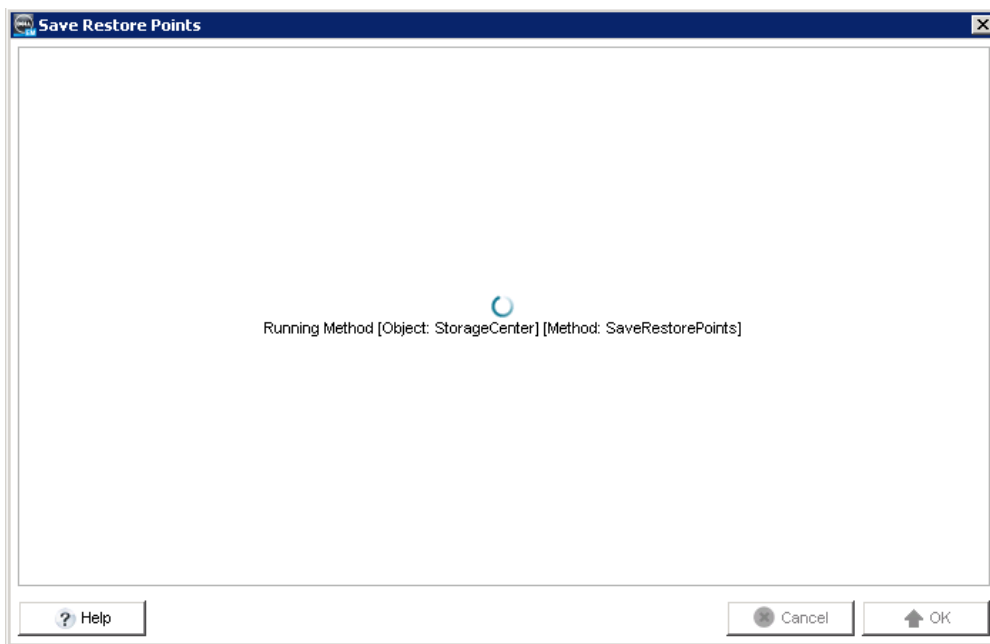 Save Restore Points
Running Method [Object: StorageCenter] [Method: SaveRestorePoints]
? Help
Cancel
OK